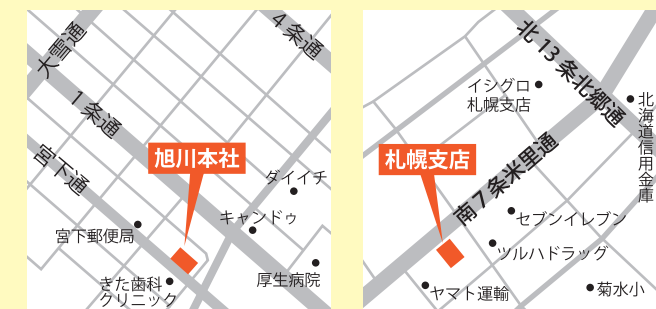 大雪通
4条通
1条通
宮下通
旭川本社
ダイイチ
キャンドゥ
宮下郵便局
厚生病院
きた歯科
クリニック
北13条北郷通
イシグロ
札幌支店
北海道信用金庫
札幌支店
南7条米里通
セブンイレブン
ツルハドラッグ
ヤマト運輸
菊水小